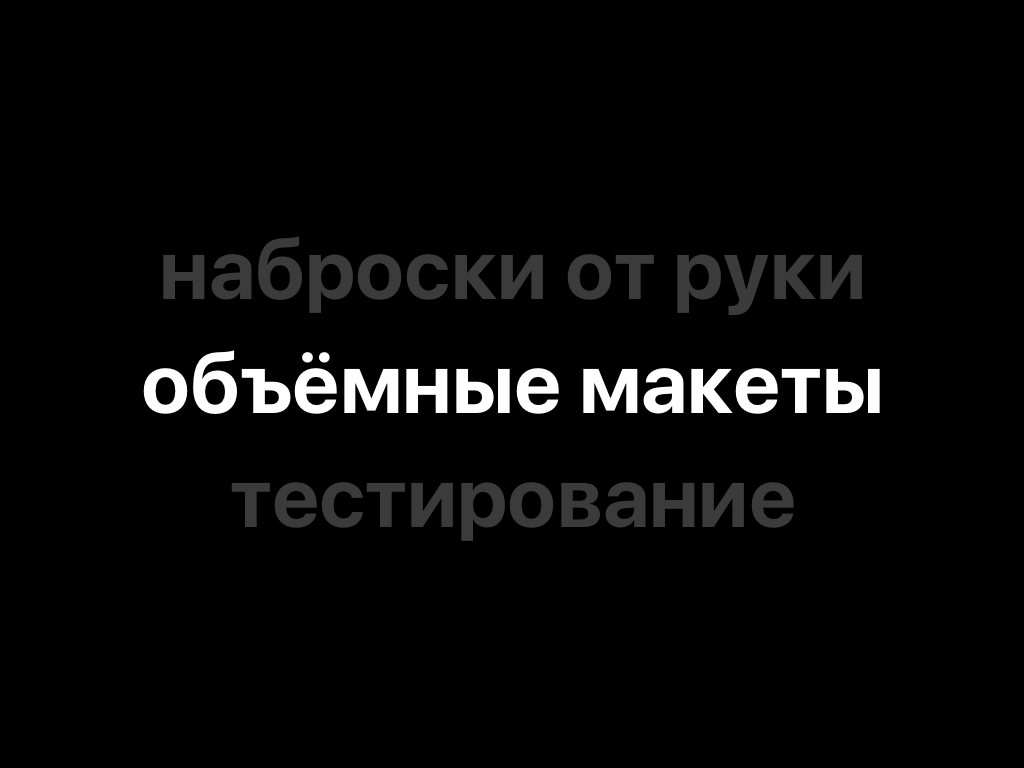 наброски от руки
объёмные макеты
тестирование